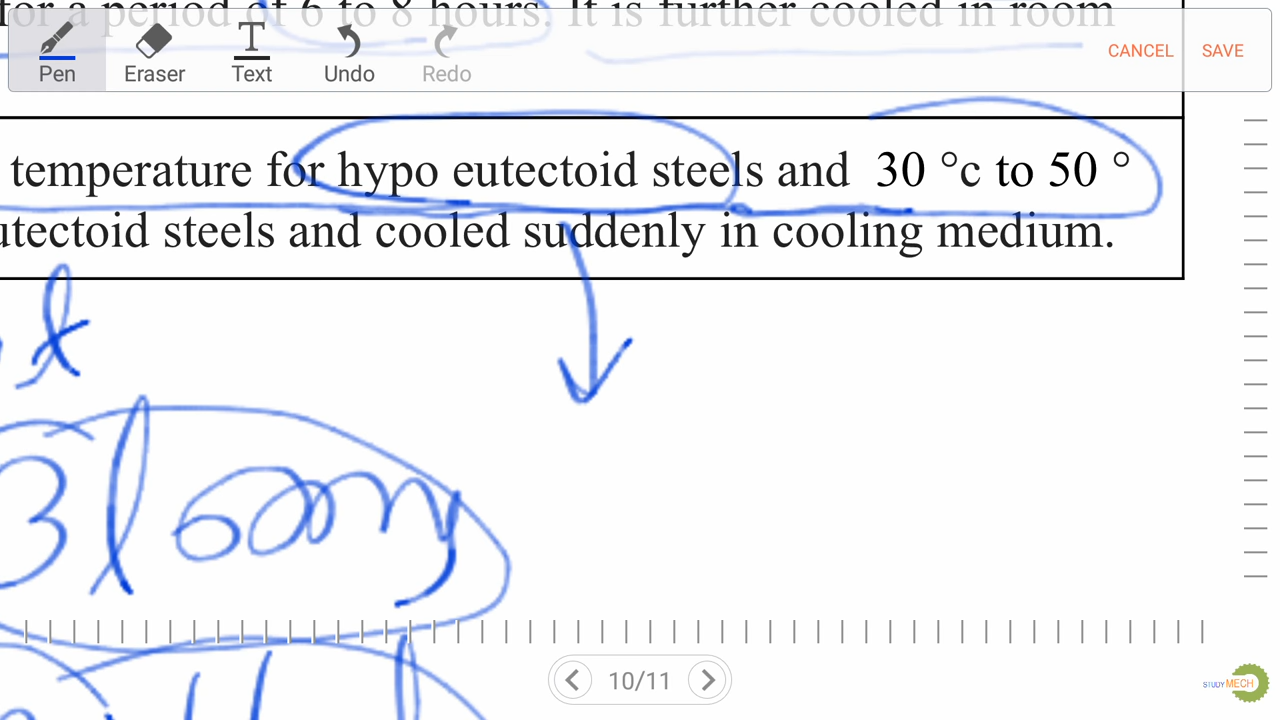 for a period of 6 to 8 hours. It is further cooled in room
Pen
Eraser
Text
Undo
Redo
CANCEL
SAVE
temperature for hypo eutectoid steels and 30 °c to 50 °
utectoid steels and cooled suddenly in cooling medium.
10/11
STUDYMECH